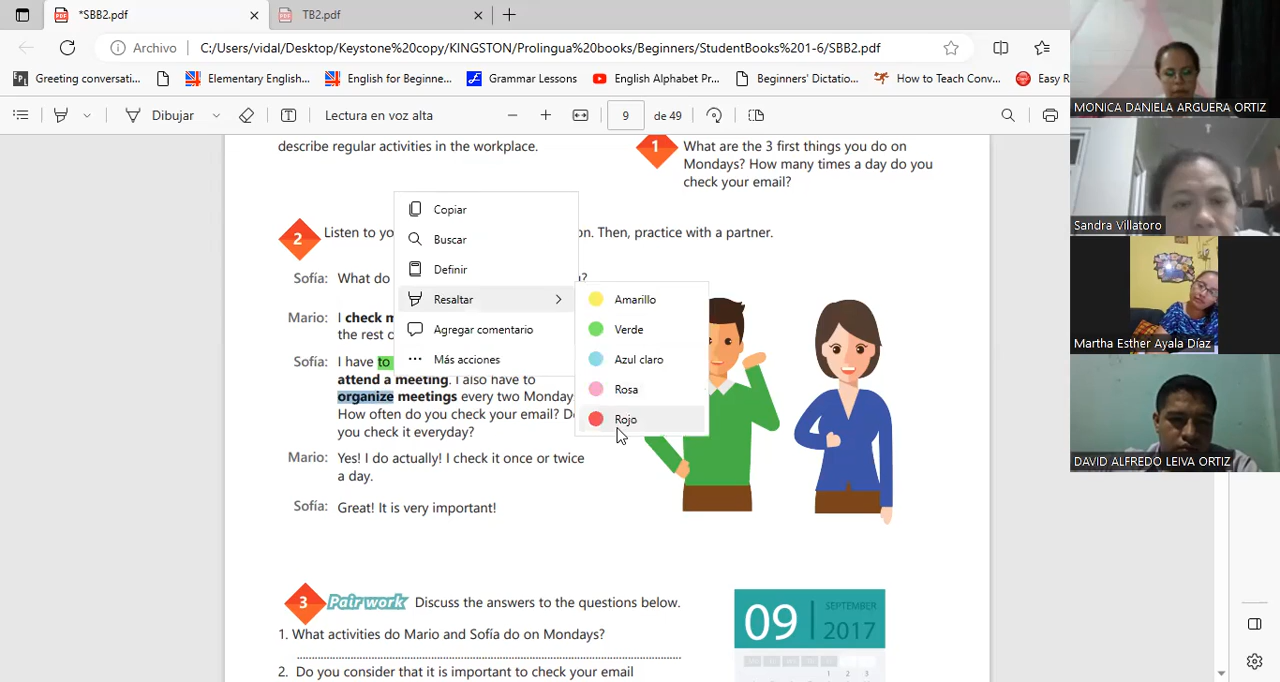 *SBB2.pdf
TB2.pdf
Archivo
C:/Users/vidal/Desktop/Keystone%20copy/KINGSTON/Prolingua%20books/Beginners/StudentBooks%201-6/SBB2.pdf
Greeting conversati...
Elementary English...
English for Beginne...
Grammar Lessons
English Alphabet Pr...
Beginners' Dictatio...
How to Teach Conv...
Easy R
Dibujar
Lectura en voz alta
9
de 49
describe regular activities in the workplace.
1
What are the 3 first things you do on
Mondays? How many times a day do you
check your email?
2
Listen to yo
on. Then, practice with a partner.
Sofía: What do
?
Mario: I check m
the rest o
Sofía: I have to
attend a meeting. I also have to
organize meetings every two Monday
How often do you check your email? D
you check it everyday?
Mario: Yes! I do actually! I check it once or twice
a day.
Sofía: Great! It is very important!
Copiar
Buscar
Definir
Resaltar
Agregar comentario
Más acciones
Amarillo
Verde
Azul claro
Rosa
Rojo
3
Pair work
Discuss the answers to the questions below.
1. What activities do Mario and Sofía do on Mondays?
2. Do you consider that it is important to check your email
09
SEPTEMBER
2017
1 2 3
MONICA DANIELA ARGUERA ORTIZ
Sandra Villatoro
Martha Esther Ayala Díaz
DAVID ALFREDO LEIVA ORTIZ